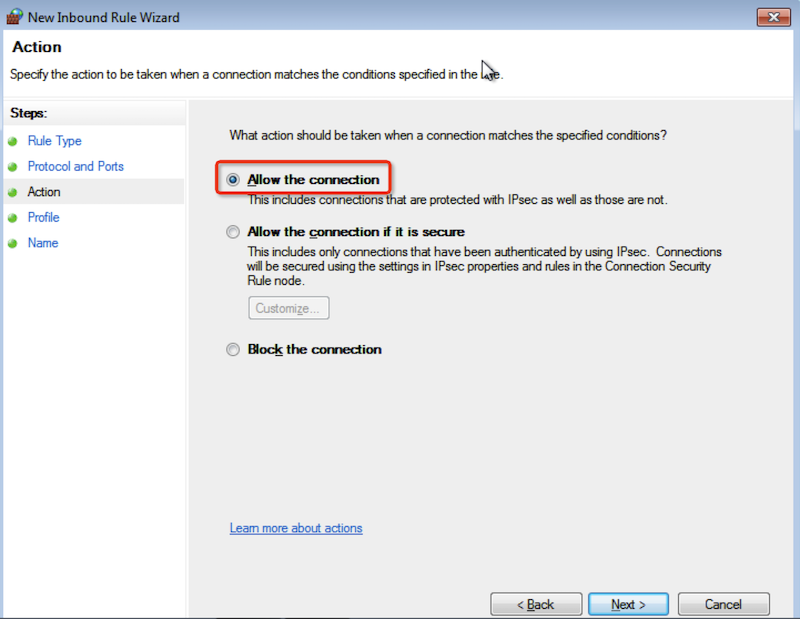 New Inbound Rule Wizard
Action
Specify the action to be taken when a connection matches the conditions specified in the
Steps:
Rule Type
Protocol and Ports
Action
Profile
Name
What action should be taken when a connection matches the specified conditions?
Allow the connection
This includes connections that are protected with IPsec as well as those are not.
Allow the connection if it is secure
This includes only connections that have been authenticated by using IPsec. Connections
will be secured using the settings in IPsec properties and rules in the Connection Security
Rule node.
Customize...
Block the connection
Learn more about actions
< Back
Next >
Cancel